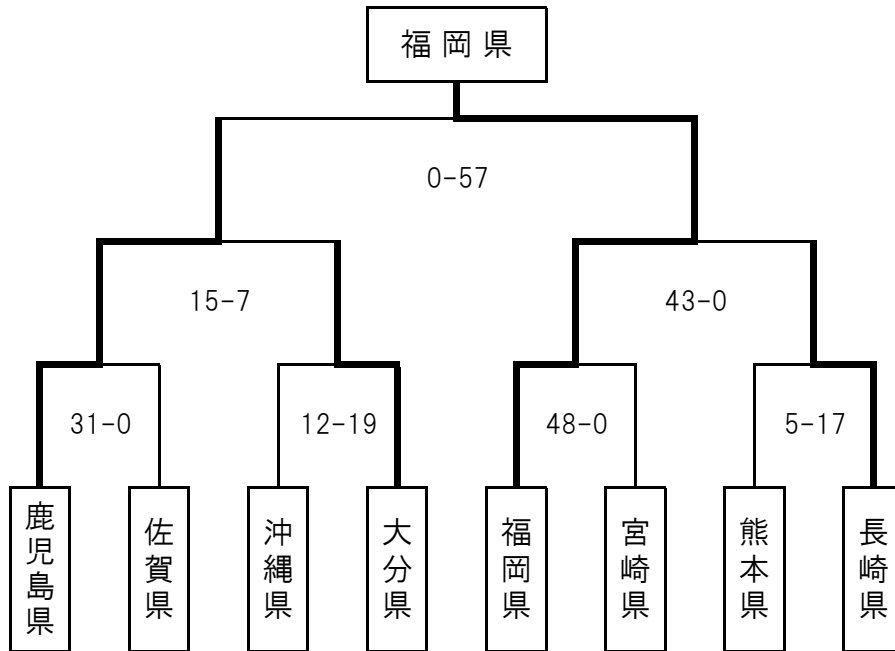 福岡県
0-57
15-7
43-0
31-0
12-19
48-0
5-17
鹿児島県
佐賀県
沖縄県
大分県
福岡県
宮崎県
熊本県
長崎県